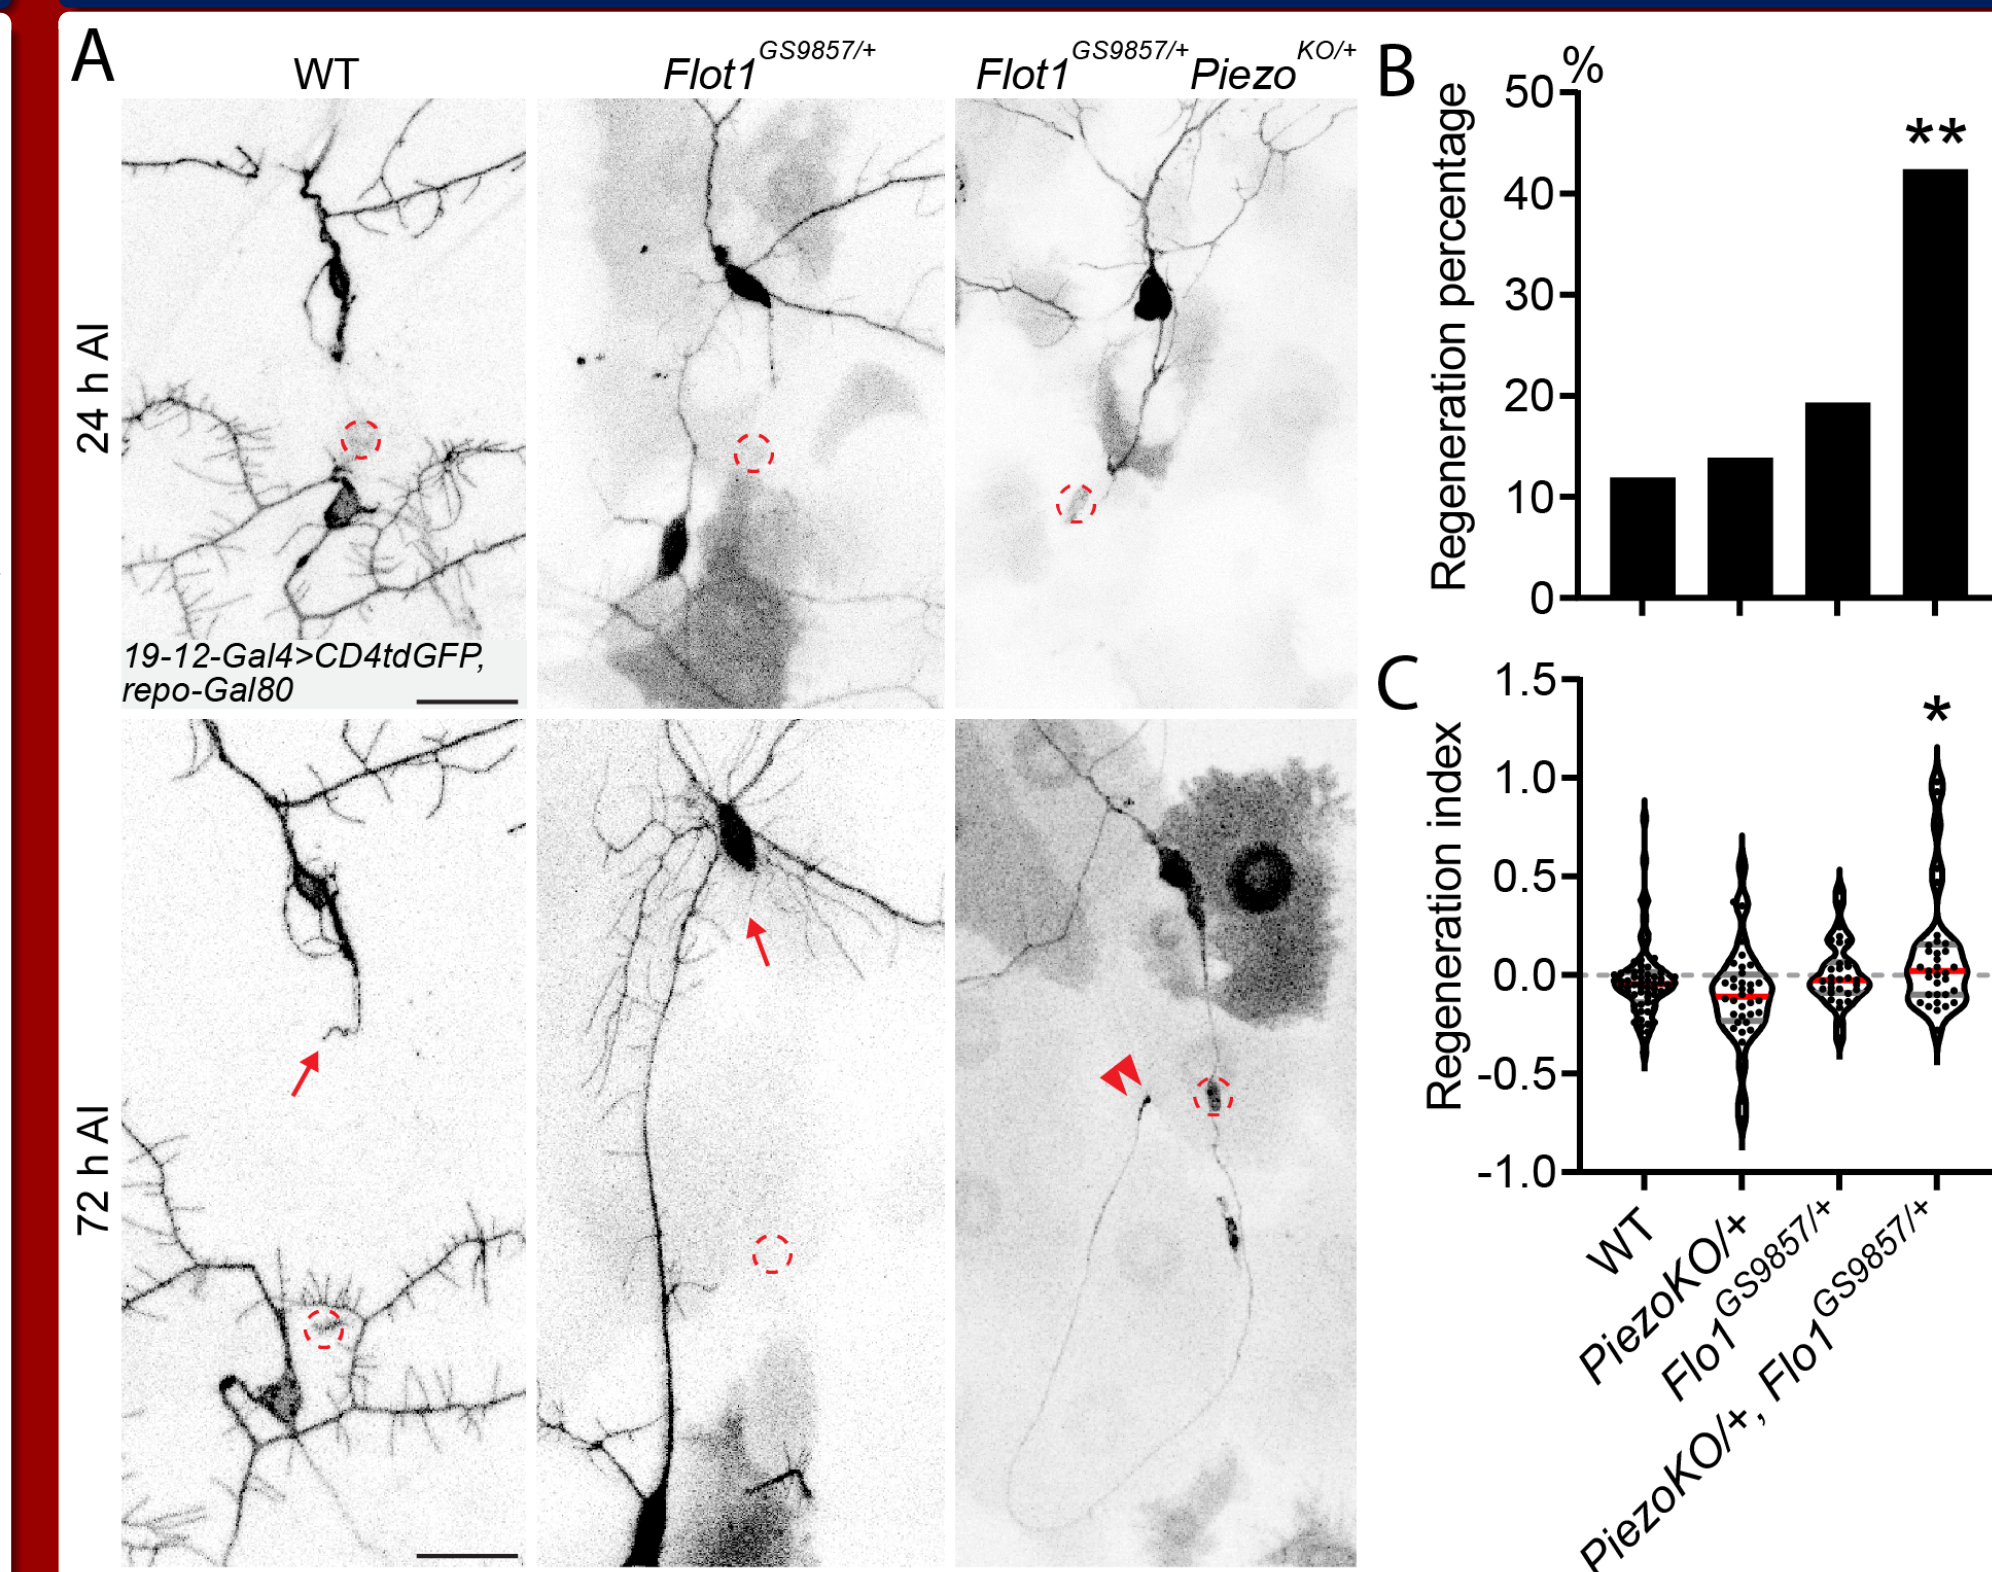 A
WT
Flot1GS9857/+
Flot1GS9857/+ PiezoKO/+
24 h AI
19-12-Gal4>CD4tdGFP,
repo-Gal80
72 h AI
B
%
Regeneration percentage
50
40
30
20
10
0
**
C
Regeneration index
1.5
1.0
0.5
0.0
-0.5
-1.0
*
WT
PiezoKO/+
Flo1GS9857/+
PiezoKO/+, Flo1GS9857/+